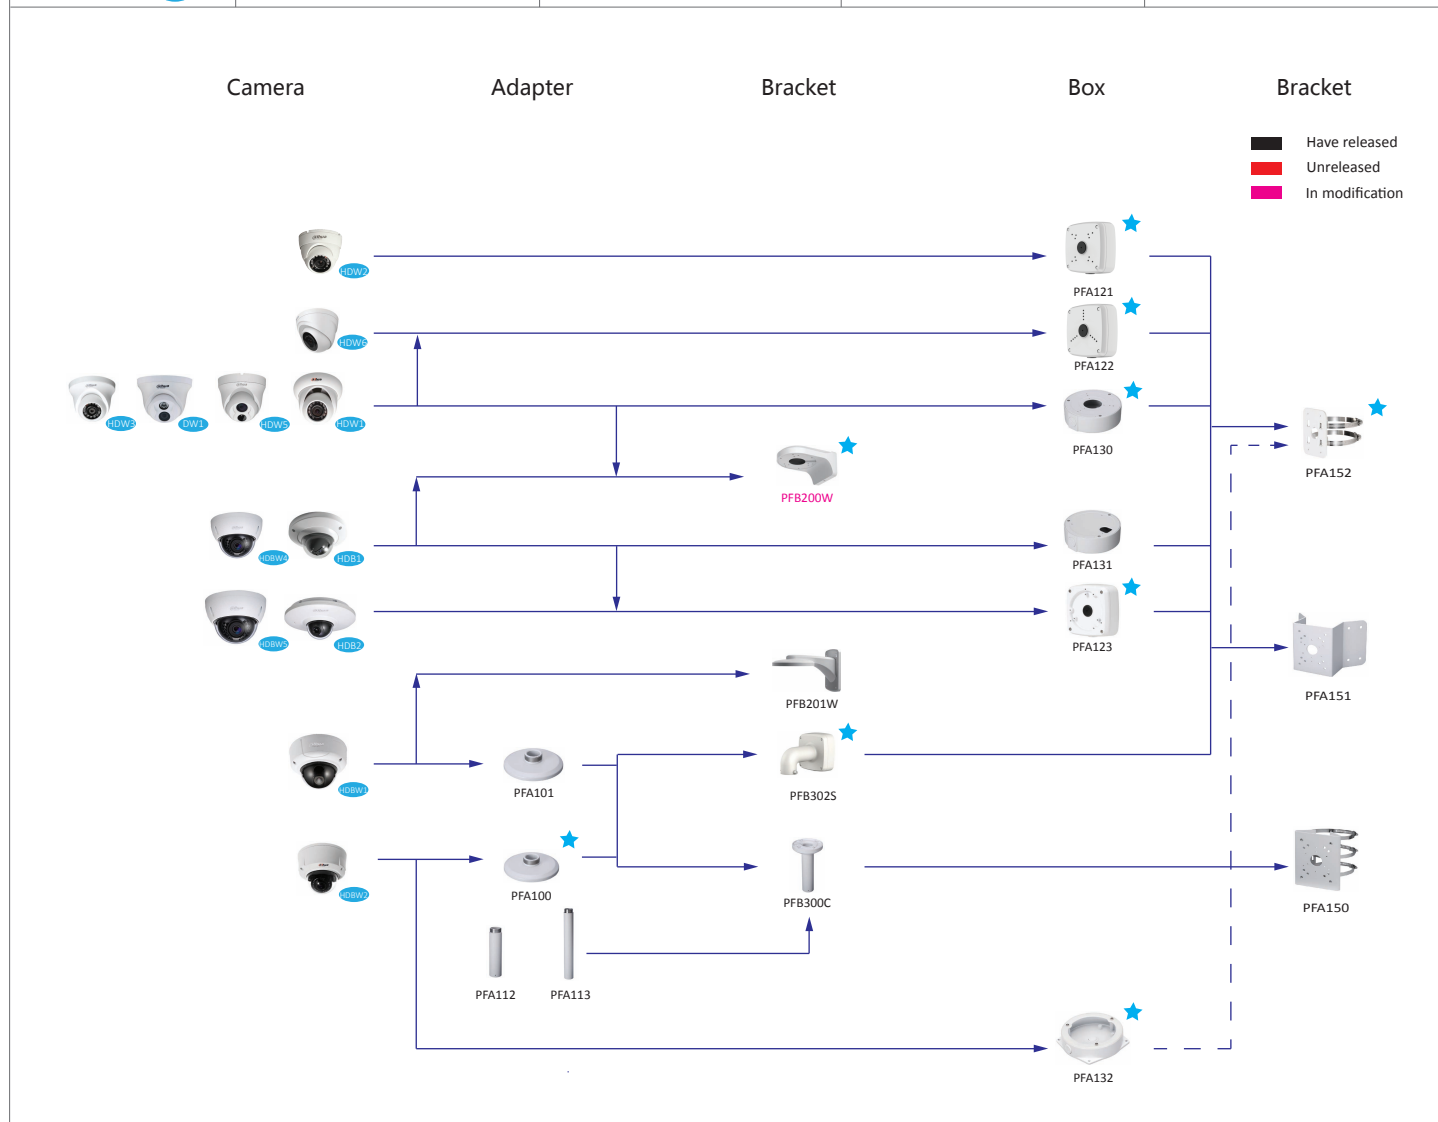 Camera Adapter Bracket Box Bracket
Have released
Unreleased
In modification
HDW2
PFA121
HDW6
PFA122
HDW3 DW1 HDW5 HDW1
PFA130
PFA152
PFB200W
HDBW4 HDB1
PFA131
HDBW5 HDB2
PFA123
PFA151
PFB201W
HDBW1
PFA101
PFB302S
HDBW2
PFA100
PFB300C
PFA150
PFA112 PFA113
PFA132